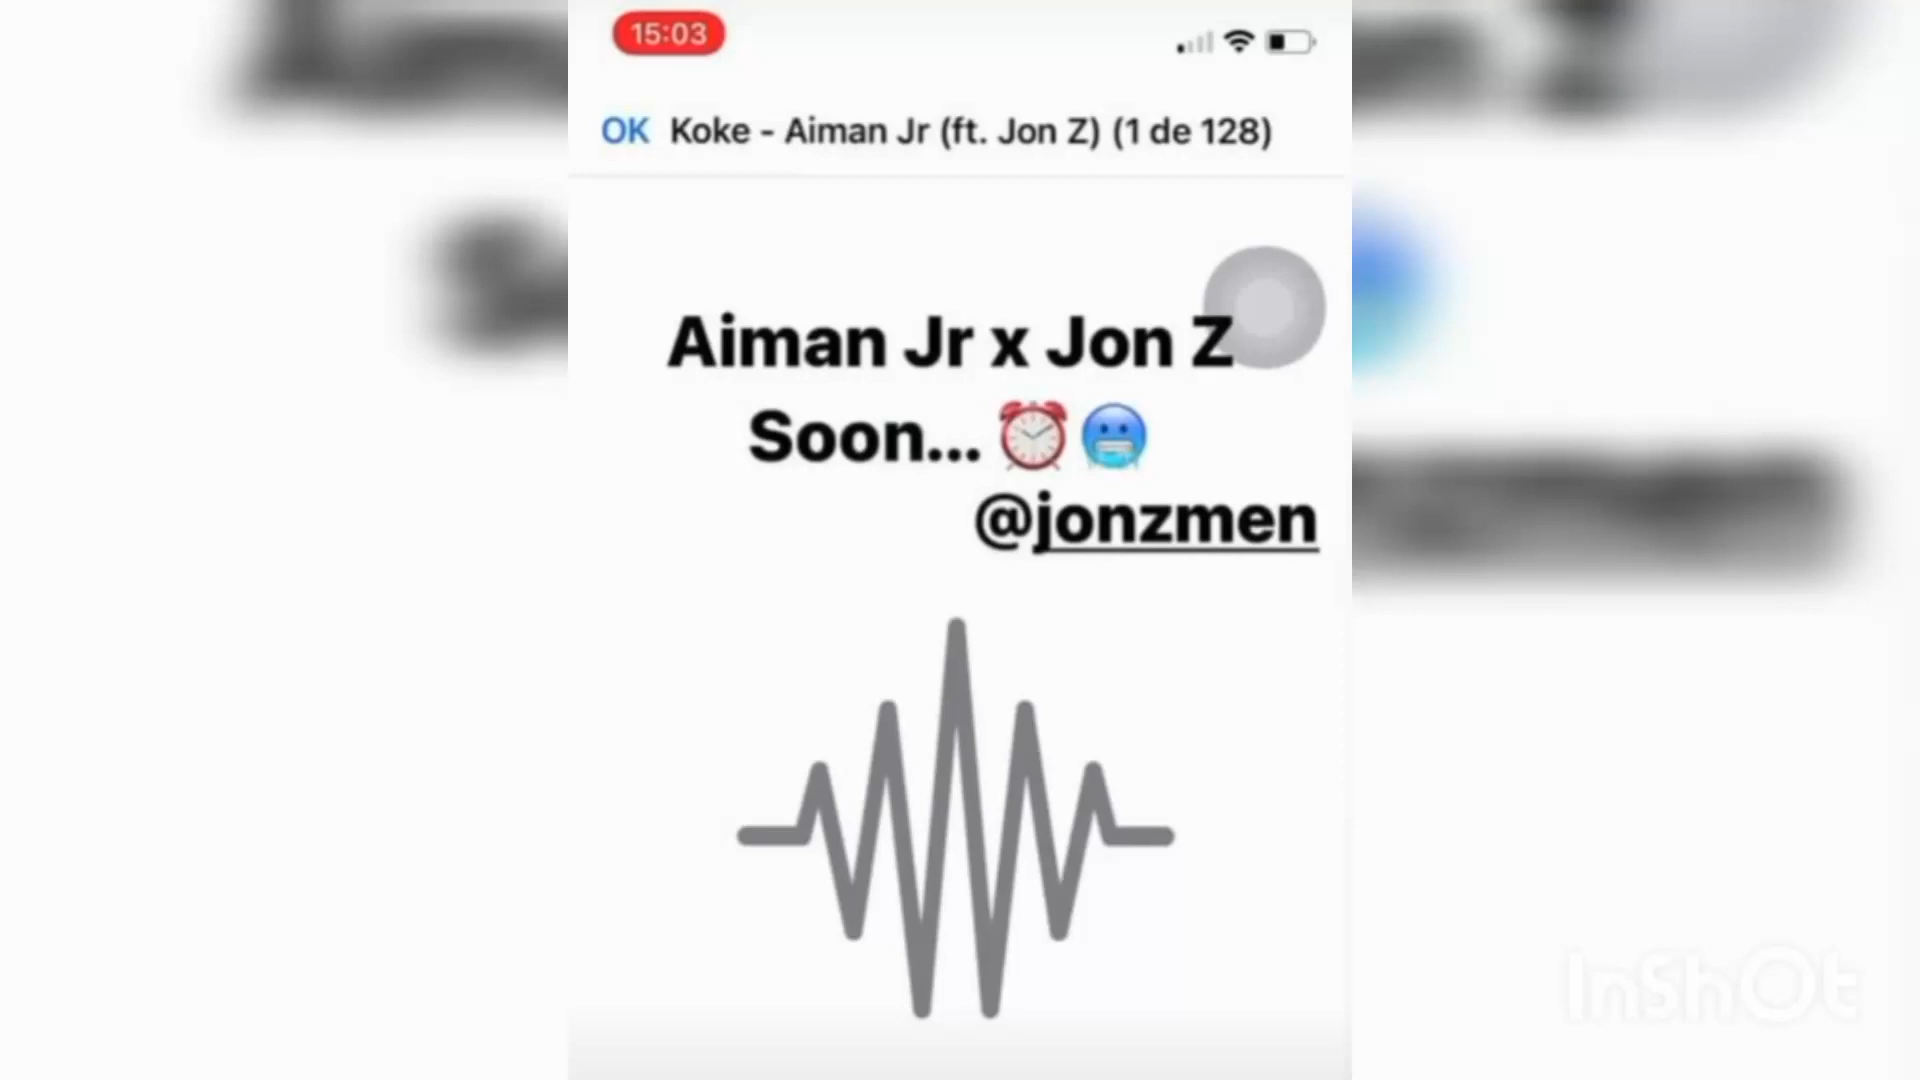 15:03
OK Koke - Aiman Jr (ft. Jon Z) (1 de 128)
Aiman Jr x Jon Z
Soon... ⏰🥶
@jonzmen
InShOt